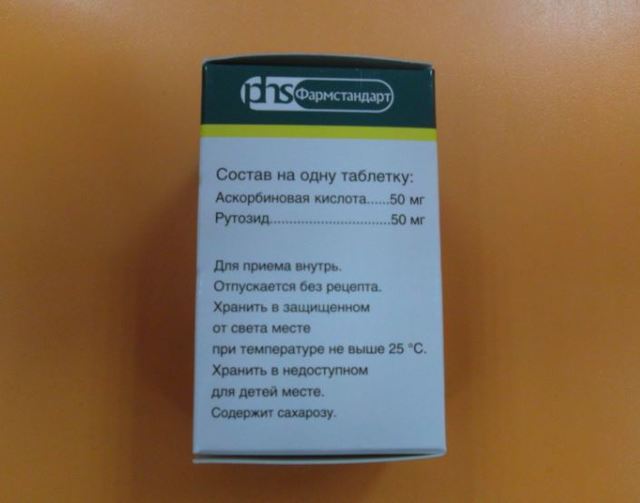 phs Фармстандарт
Состав на одну таблетку:
Аскорбиновая кислота......50 мг
Рутозид..............................50 мг
Для приема внутрь.
Отпускается без рецепта.
Хранить в защищенном
от света месте
при температуре не выше 25 °С.
Хранить в недоступном
для детей месте.
Содержит сахарозу.